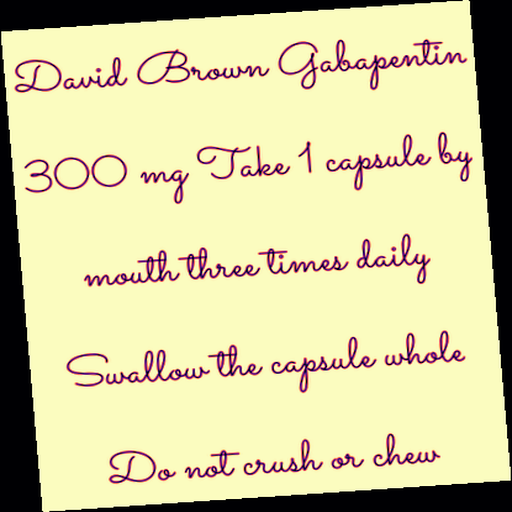 David Brown Gabapentin
300 mg Take 1 capsule by
mouth three times daily
Swallow the capsule whole
Do not crush or chew